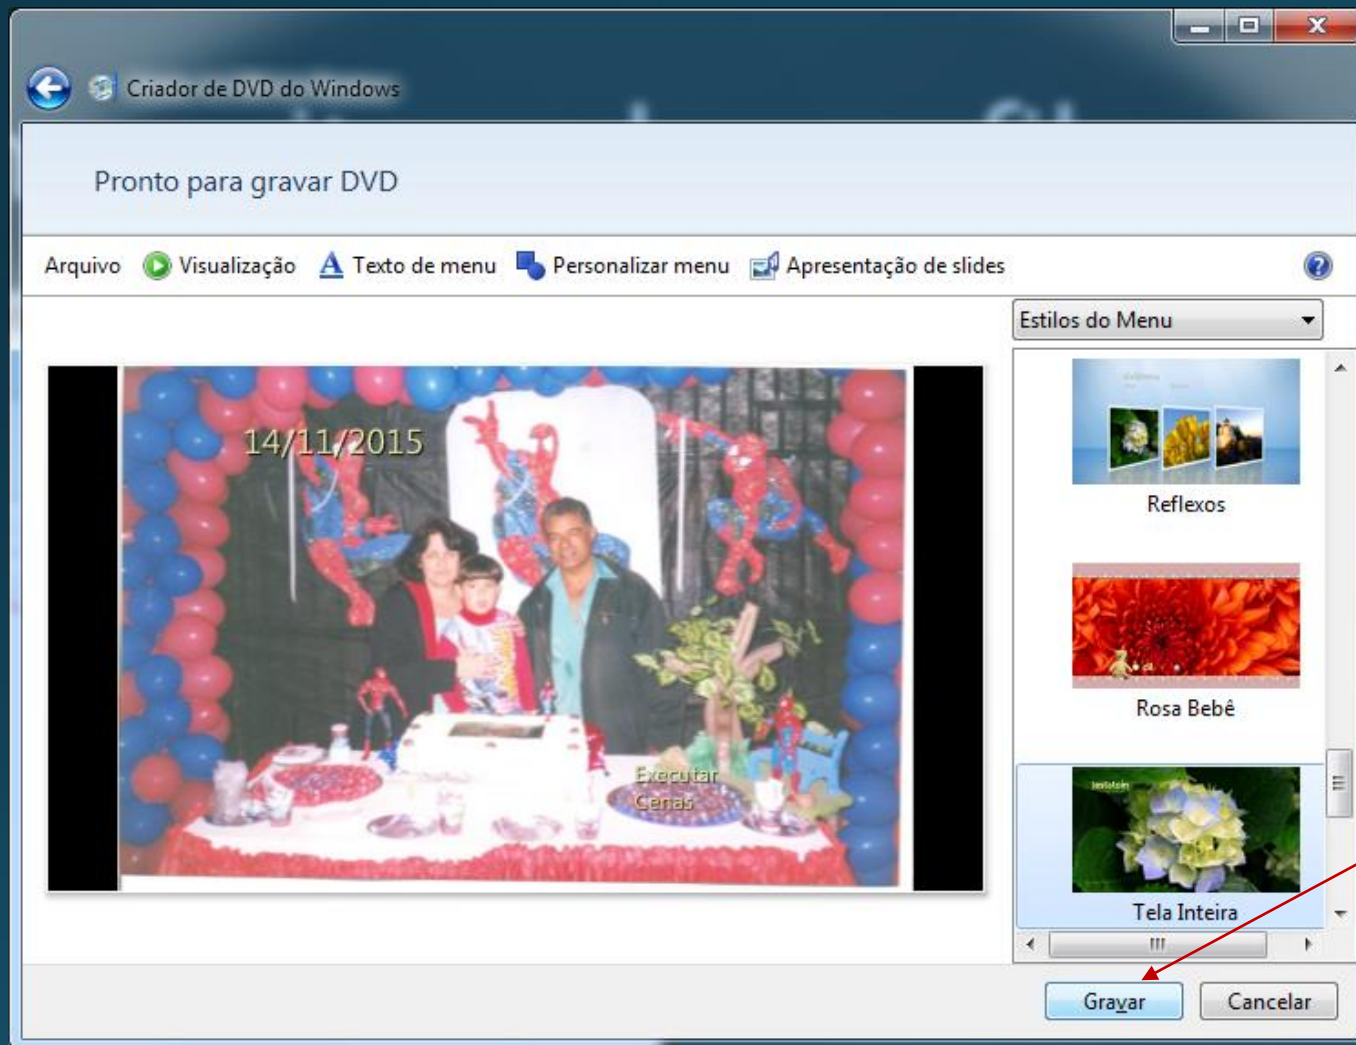 Criador de DVD do Windows
Pronto para gravar DVD
Arquivo Visualização Texto de menu Personalizar menu Apresentação de slides
Estilos do Menu
14/11/2015
Executar
Cenas
Reflexos
Rosa Bebê
Tela Inteira
Gravar Cancelar